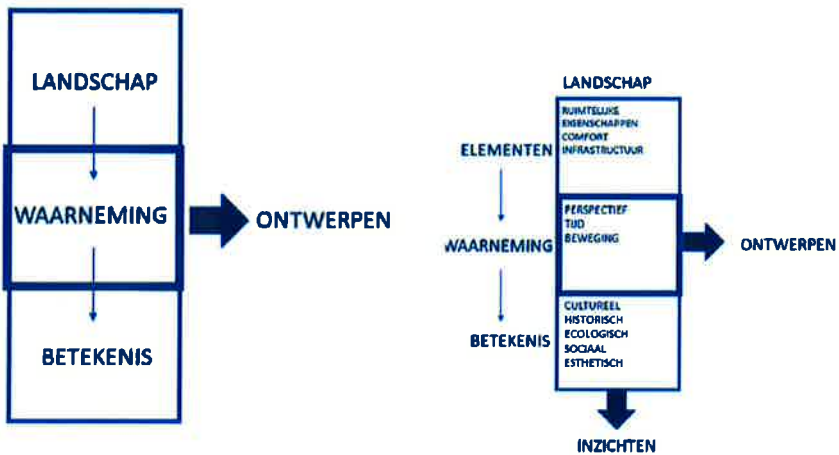 LANDSCHAP
WAARNEMING
ONTWERPEN
BETEKENIS
LANDSCHAP
ELEMENTEN
RUIMTELIJKE
EIGENSCHAPPEN
COMFORT
INFRASTRUCTUUR
WAARNEMING
PERSPECTIEF
TIJD
BEWEGING
ONTWERPEN
BETEKENIS
CULTUREEL
HISTORISCH
ECOLOGISCH
SOCIAAL
ESTHETISCH
INZICHTEN